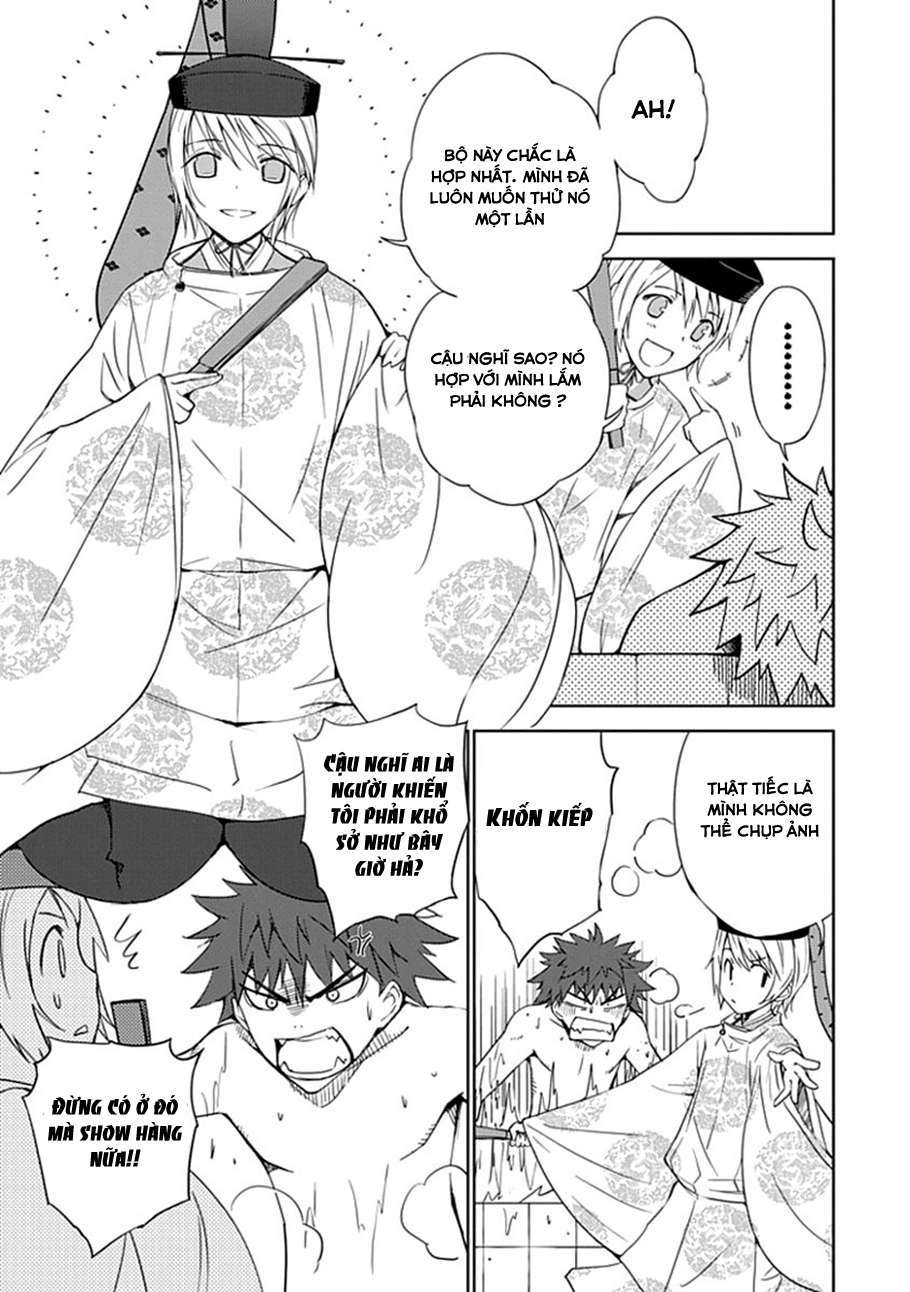 AH!
BỘ NÀY CHẮC LÀ
HỢP NHẤT. MÌNH ĐÃ
LUÔN MUỐN THỬ NÓ
MỘT LẦN
CẬU NGHĨ SAO? NÓ
HỢP VỚI MÌNH LẮM
PHẢI KHÔNG ?
........
THẬT TIẾC LÀ
MÌNH KHÔNG
THỂ CHỤP ẢNH
KHỐN KIẾP
CẬU NGHĨ AI LÀ
NGƯỜI KHIẾN
TÔI PHẢI KHỔ
SỞ NHƯ BÂY
GIỜ HẢ?
ĐỪNG CÓ Ở ĐÓ
MÀ SHOW HÀNG
NỮA!!